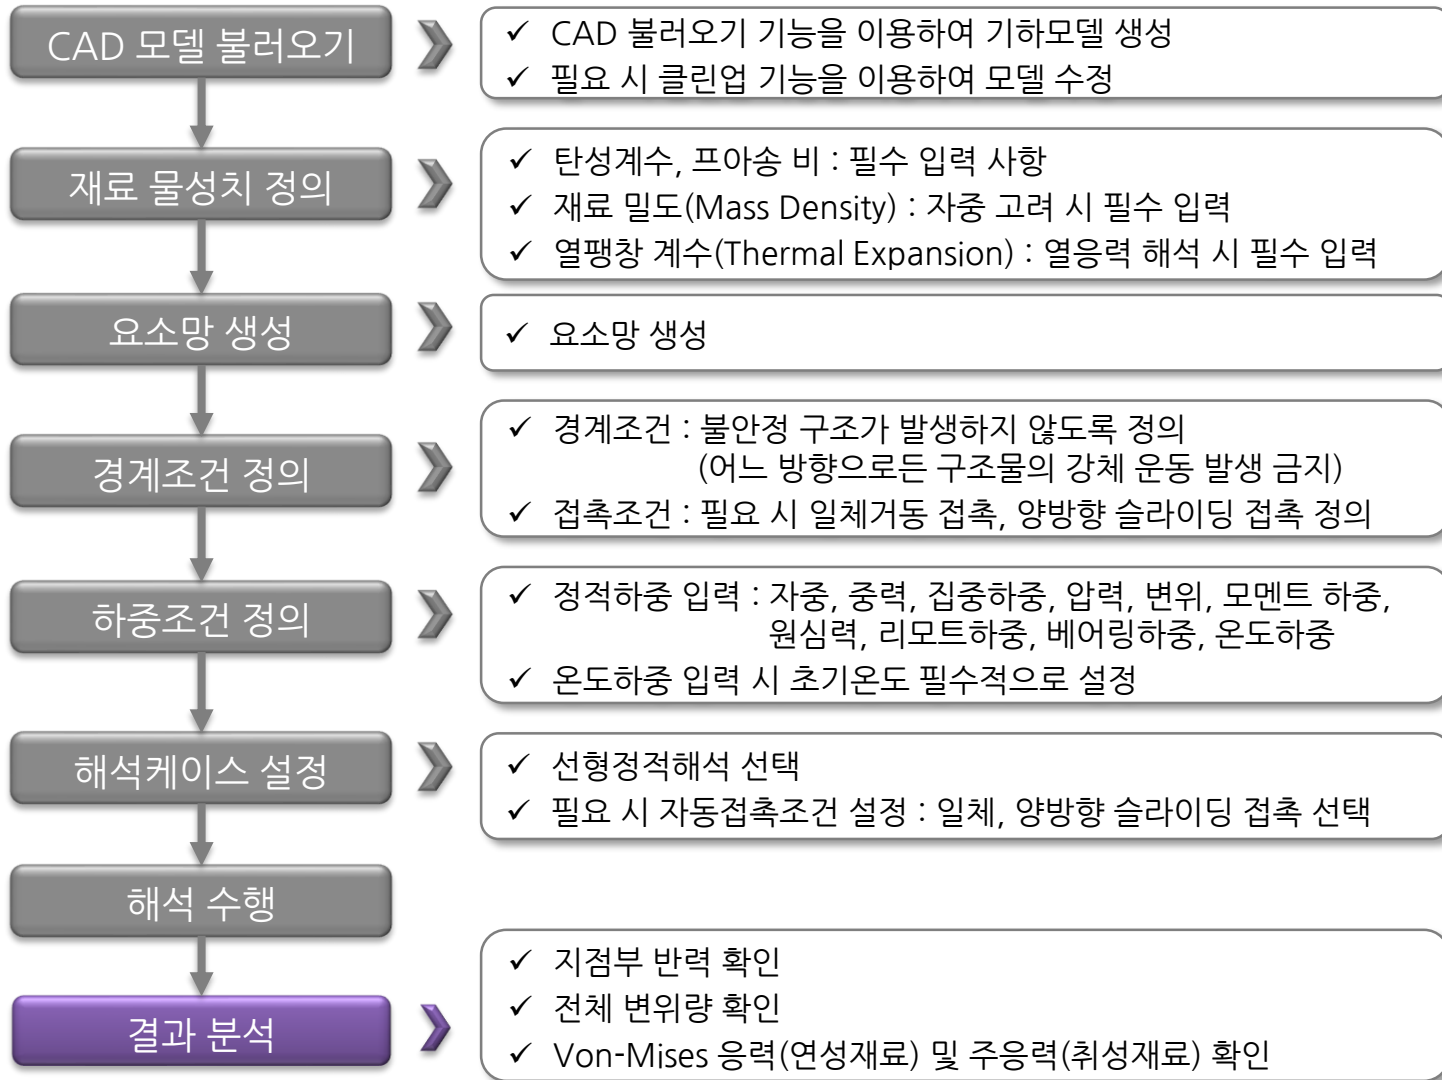 CAD 모델 불러오기
✓ CAD 불러오기 기능을 이용하여 기하모델 생성
✓ 필요 시 클린업 기능을 이용하여 모델 수정
재료 물성치 정의
✓ 탄성계수, 프아송 비 : 필수 입력 사항
✓ 재료 밀도(Mass Density) : 자중 고려 시 필수 입력
✓ 열팽창 계수(Thermal Expansion) : 열응력 해석 시 필수 입력
요소망 생성
✓ 요소망 생성
경계조건 정의
✓ 경계조건 : 불안정 구조가 발생하지 않도록 정의
(어느 방향으로든 구조물의 강체 운동 발생 금지)
✓ 접촉조건 : 필요 시 일체거동 접촉, 양방향 슬라이딩 접촉 정의
하중조건 정의
✓ 정적하중 입력 : 자중, 중력, 집중하중, 압력, 변위, 모멘트 하중,
원심력, 리모트하중, 베어링하중, 온도하중
✓ 온도하중 입력 시 초기온도 필수적으로 설정
해석케이스 설정
✓ 선형정적해석 선택
✓ 필요 시 자동접촉조건 설정 : 일체, 양방향 슬라이딩 접촉 선택
해석 수행
결과 분석
✓ 지점부 반력 확인
✓ 전체 변위량 확인
✓ Von-Mises 응력(연성재료) 및 주응력(취성재료) 확인